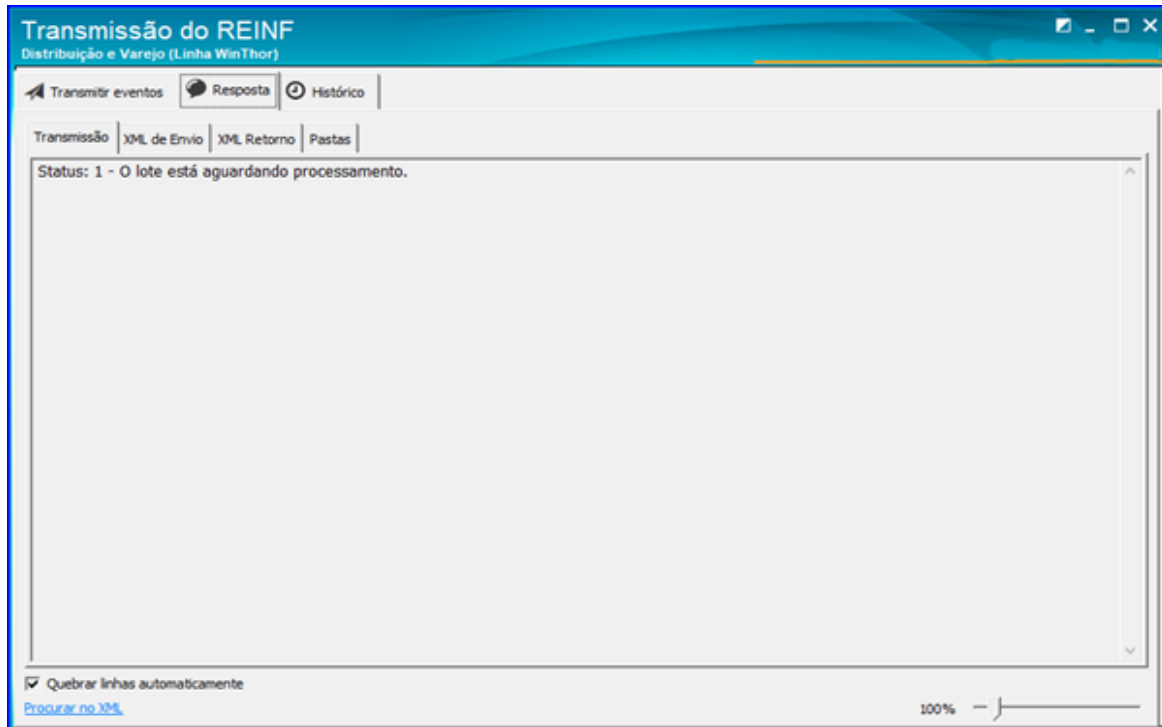 Transmissão do REINF
Distribuição e Varejo (Linha WinThor)
Transmitir eventos Resposta Histórico
Transmissão XML de Envio XML Retorno Pastas
Status: 1 - O lote está aguardando processamento.
Quebrar linhas automaticamente
Procurar no XML 100%